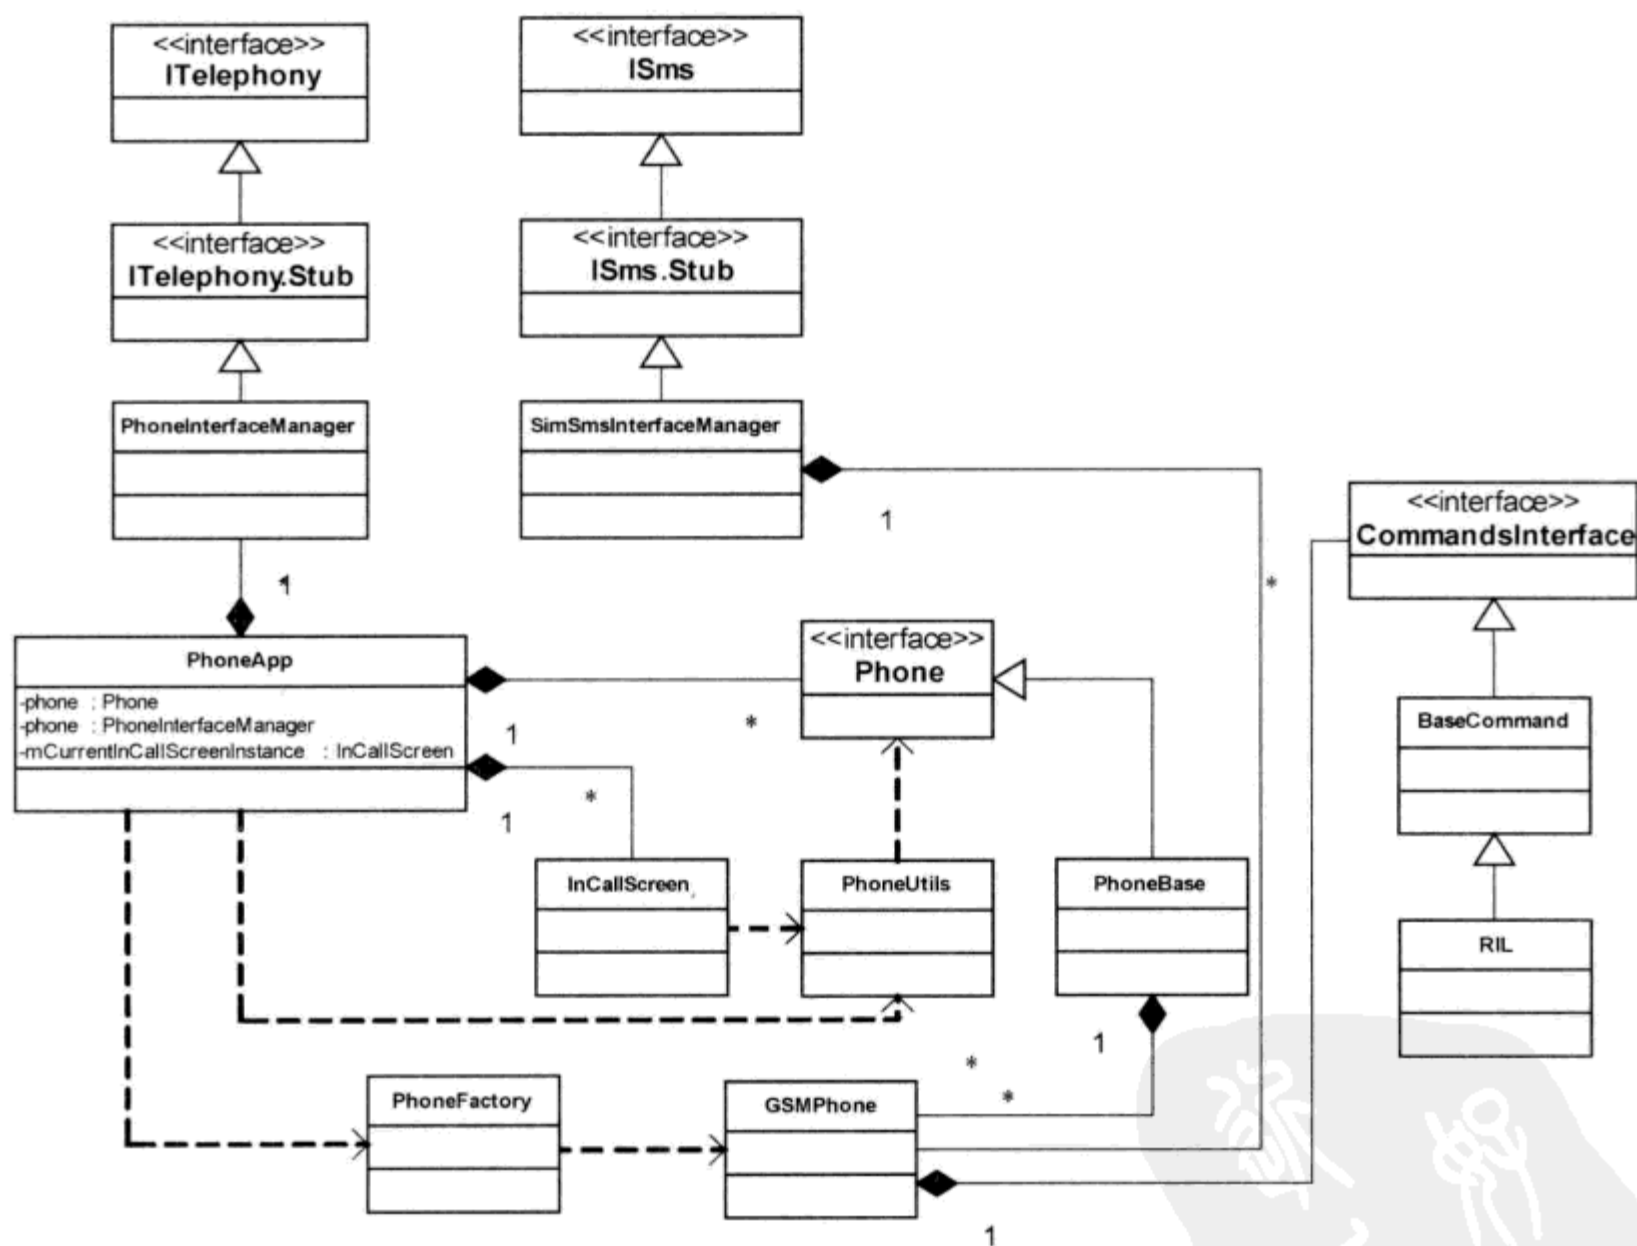 <<interface>>
ITelephony
<<interface>>
ISms
<<interface>>
ITelephony.Stub
<<interface>>
ISms.Stub
PhoneInterfaceManager
SimSmsInterfaceManager
1
<<interface>>
CommandsInterface
1
*
PhoneApp
-phone : Phone
-phone : PhoneInterfaceManager
-mCurrentInCallScreenInstance : InCallScreen
<<interface>>
Phone
1
*
BaseCommand
1
*
InCallScreen
PhoneUtils
PhoneBase
RIL
1
*
*
PhoneFactory
GSMPhone
1